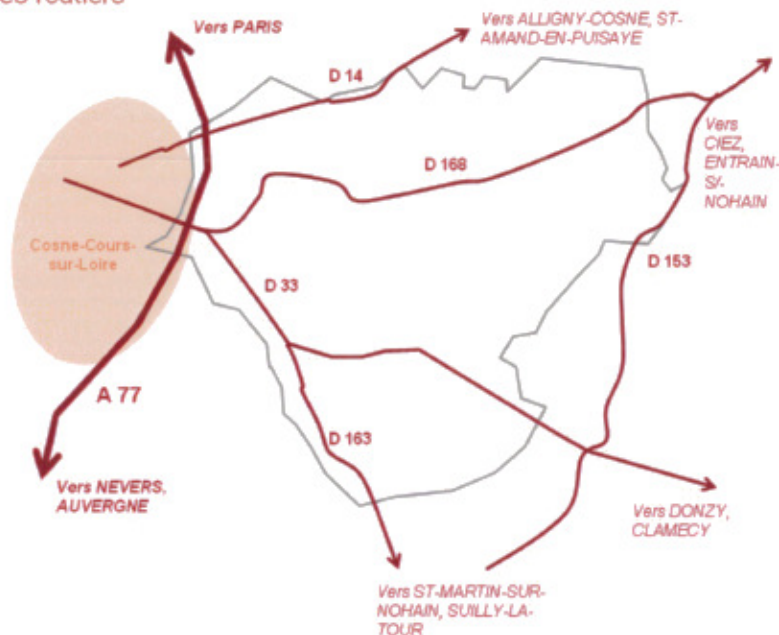 Vers PARIS
Vers ALLIGNY-COSNE, ST-
AMAND-EN-PUISAYE
D 14
Vers
CIEZ,
ENTRAIN-
S/-
NOHAIN
D 168
Cosne-Cours-
sur-Loire
D 153
D 33
A 77
D 163
Vers NEVERS,
AUVERGNE
Vers DONZY,
CLAMECY
Vers ST-MARTIN-SUR-
NOHAIN, SUILLY-LA-
TOUR